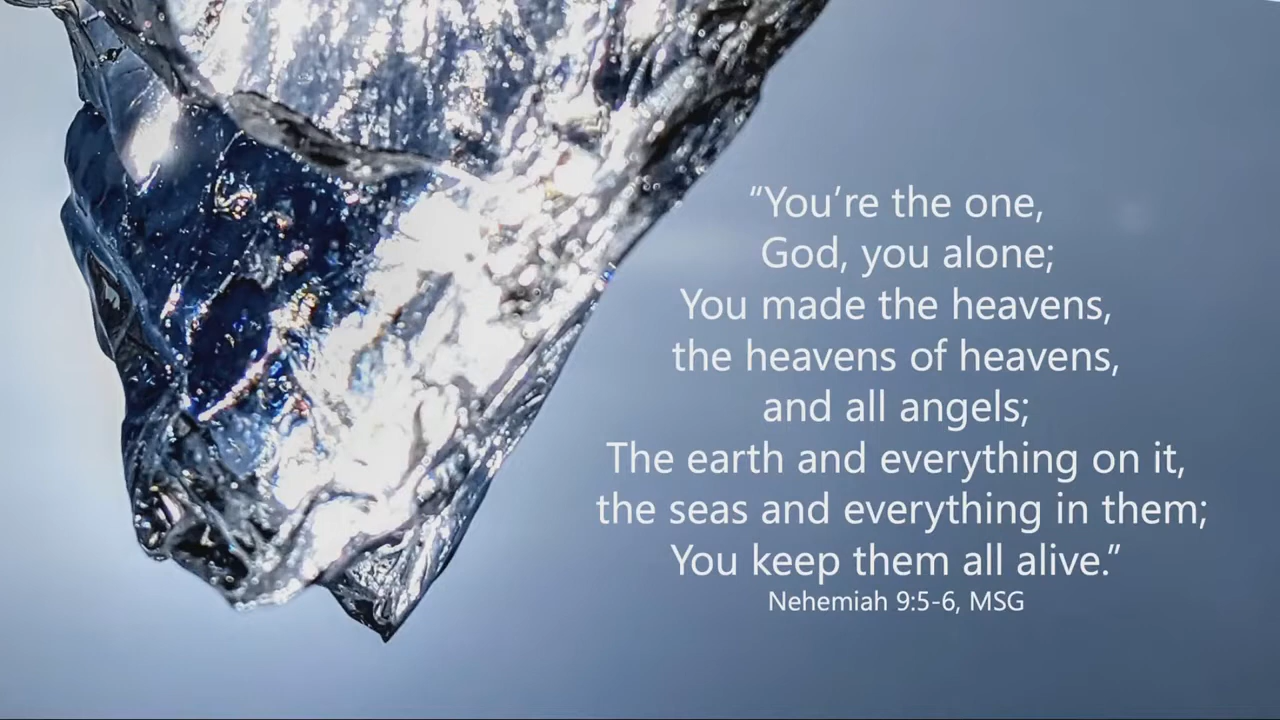 “You’re the one,
God, you alone;
You made the heavens,
the heavens of heavens,
and all angels;
The earth and everything on it,
the seas and everything in them;
You keep them all alive.”
Nehemiah 9:5-6, MSG